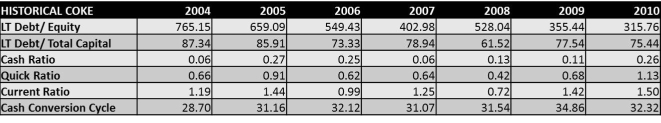 HISTORICAL COKE 2004 2005 2006 2007 2008 2009 2010
LT Debt/ Equity 765.15 659.09 549.43 402.98 528.04 355.44 315.76
LT Debt/ Total Capital 87.34 85.91 73.33 78.94 61.52 77.54 75.44
Cash Ratio 0.06 0.27 0.25 0.06 0.13 0.11 0.26
Quick Ratio 0.66 0.91 0.62 0.64 0.42 0.68 1.13
Current Ratio 1.19 1.44 0.99 1.25 0.72 1.42 1.50
Cash Conversion Cycle 28.70 31.16 32.12 31.07 31.54 34.86 32.32